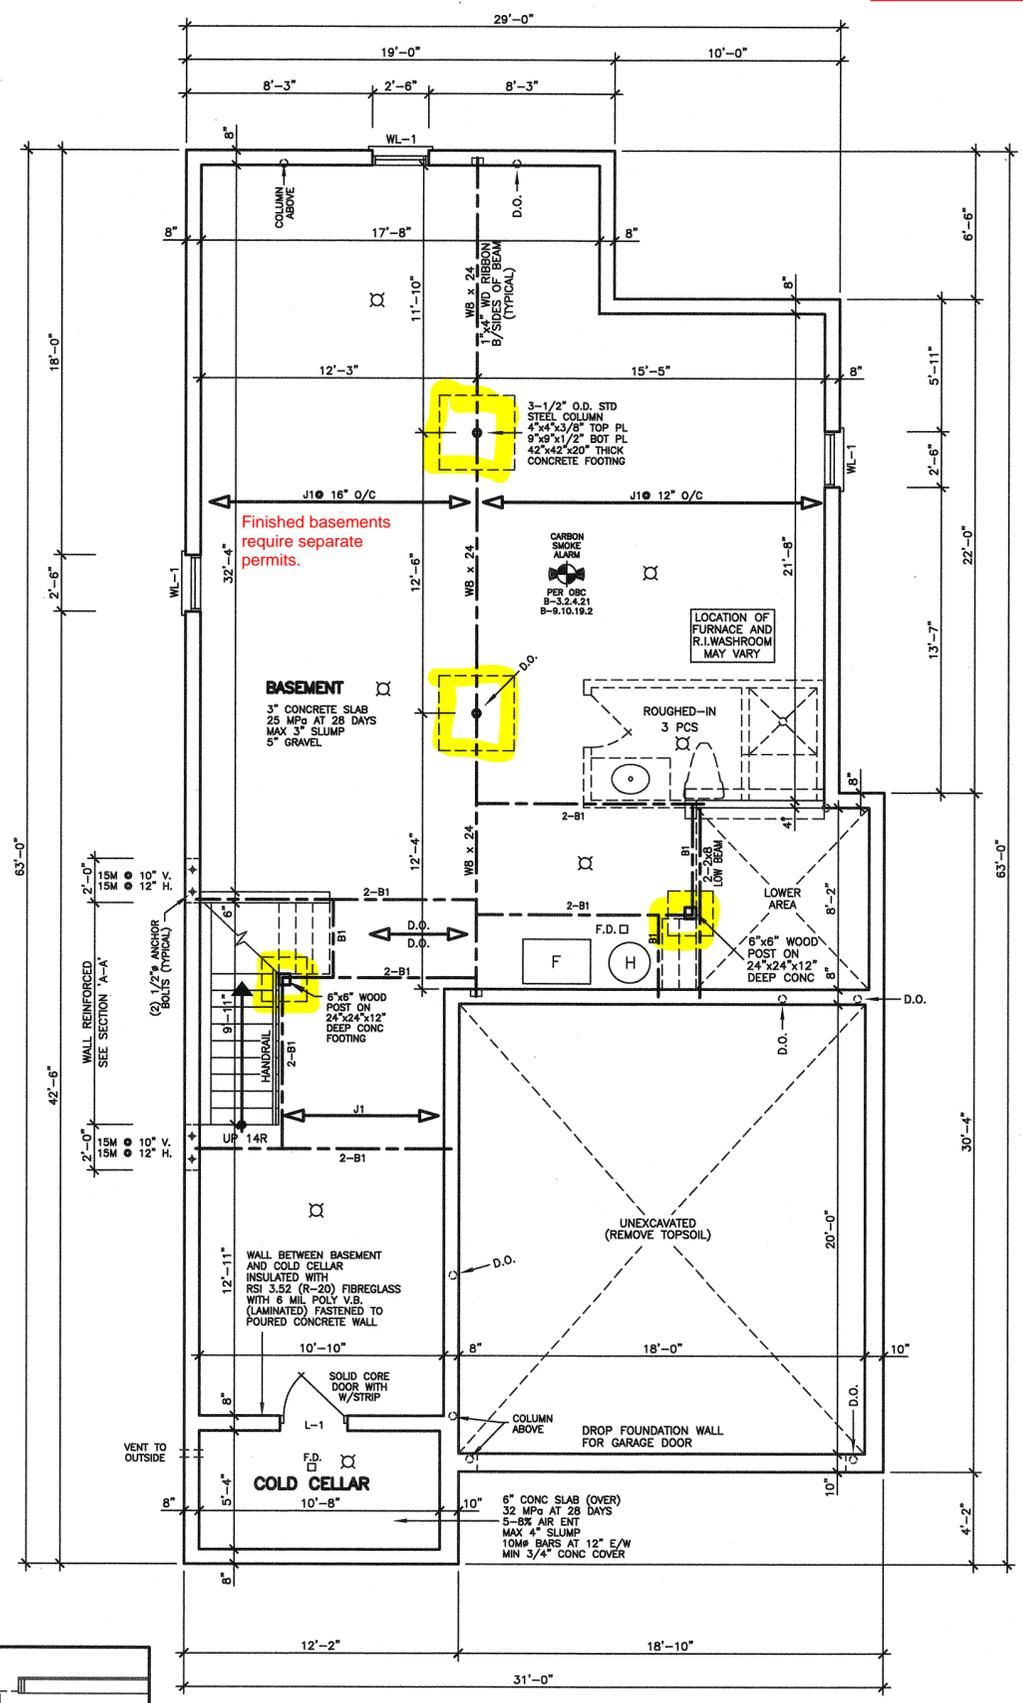 29'-0"
19'-0"
10'-0"
8'-3"
2'-6"
8'-3"
8"
WL-1
COLUMN
ABOVE
D.O.
6'-6"
8"
17'-8"
8"
W8 x 24
1"x4" WD RIBBON
B/SIDES OF BEAM
(TYPICAL)
11'-10"
8"
18'-0"
12'-3"
15'-5"
8"
5'-11"
3-1/2" O.D. STD
STEEL COLUMN
4"x4"x3/8" TOP PL
9"x9"x1/2" BOT PL
42"x42"x20" THICK
CONCRETE FOOTING
WL-1
2'-6"
J1@ 16" O/C
J1@ 12" O/C
Finished basements
require separate
permits.
32'-4"
12'-6"
W8 x 24
CARBON
SMOKE
ALARM
PER OBC
B-3.2.4.21
B-9.10.19.2
21'-8"
22'-0"
2'-6"
WL-1
13'-7"
LOCATION OF
FURNACE AND
R.I.WASHROOM
MAY VARY
D.O.
BASEMENT
3" CONCRETE SLAB
25 MPa AT 28 DAYS
MAX 3" SLUMP
5" GRAVEL
ROUGHED-IN
3 PCS
8"
4"
2-B1
63'-0"
63'-0"
12'-4"
W8 x 24
B1
2-2x8
LOW BEAM
LOWER
AREA
8'-2"
2'-0"
15M @ 10" V.
15M @ 12" H.
2-B1
6"
2-B1
D.O.
D.O.
B1
F.D.
B1
F
H
6"x6" WOOD
POST ON
24"x24"x12"
DEEP CONC
8"
(2) 1/2"ø ANCHOR
BOLTS (TYPICAL)
2-B1
6"x6" WOOD
POST ON
24"x24"x12"
DEEP CONC
FOOTING
D.O.
D.O.
WALL REINFORCED
SEE SECTION 'A-A'
9'-11"
HANDRAIL
2-B1
42'-6"
J1
UP 14R
2'-0"
15M @ 10" V.
15M @ 12" H.
2-B1
30'-4"
UNEXCAVATED
(REMOVE TOPSOIL)
20'-0"
12'-11"
WALL BETWEEN BASEMENT
AND COLD CELLAR
INSULATED WITH
RSI 3.52 (R-20) FIBREGLASS
WITH 6 MIL POLY V.B.
(LAMINATED) FASTENED TO
POURED CONCRETE WALL
D.O.
10'-10"
8"
18'-0"
10"
SOLID CORE
DOOR WITH
W/STRIP
8"
L-1
COLUMN
ABOVE
D.O.
DROP FOUNDATION WALL
FOR GARAGE DOOR
VENT TO
OUTSIDE
F.D.
COLD CELLAR
5'-4"
10"
8"
10'-8"
10"
6" CONC SLAB (OVER)
32 MPa AT 28 DAYS
5-8% AIR ENT
MAX 4" SLUMP
10Mø BARS AT 12" E/W
MIN 3/4" CONC COVER
4'-2"
8"
12'-2"
18'-10"
31'-0"